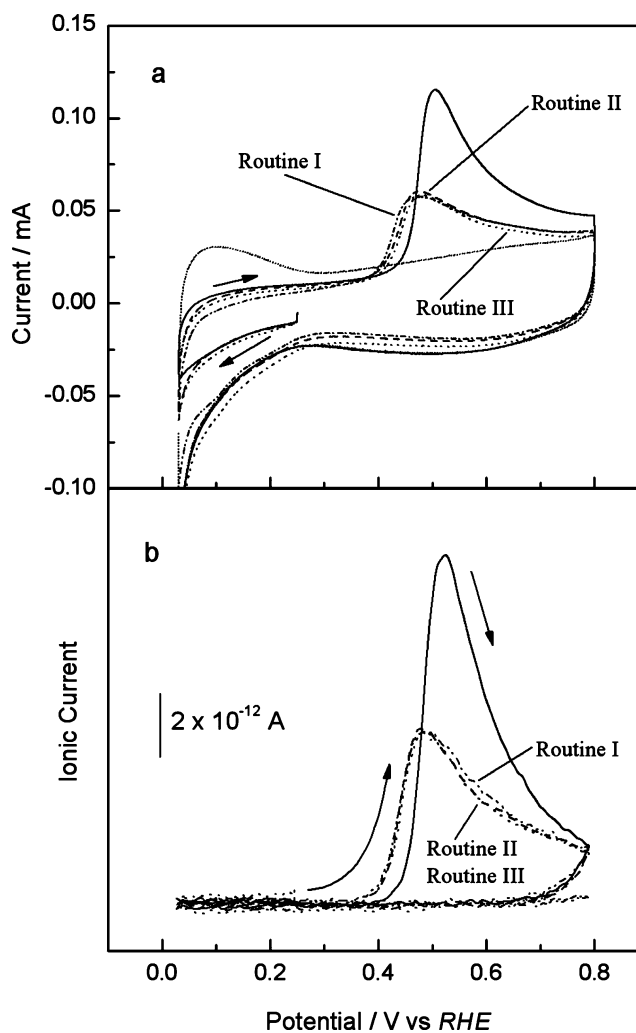 a
Routine II
Routine I
Routine III
Current / mA
0.15
0.10
0.05
0.00
-0.05
-0.10
b
2 x 10⁻¹² A
Routine I
Routine II
Routine III
Ionic Current
0.0 0.2 0.4 0.6 0.8
Potential / V vs RHE